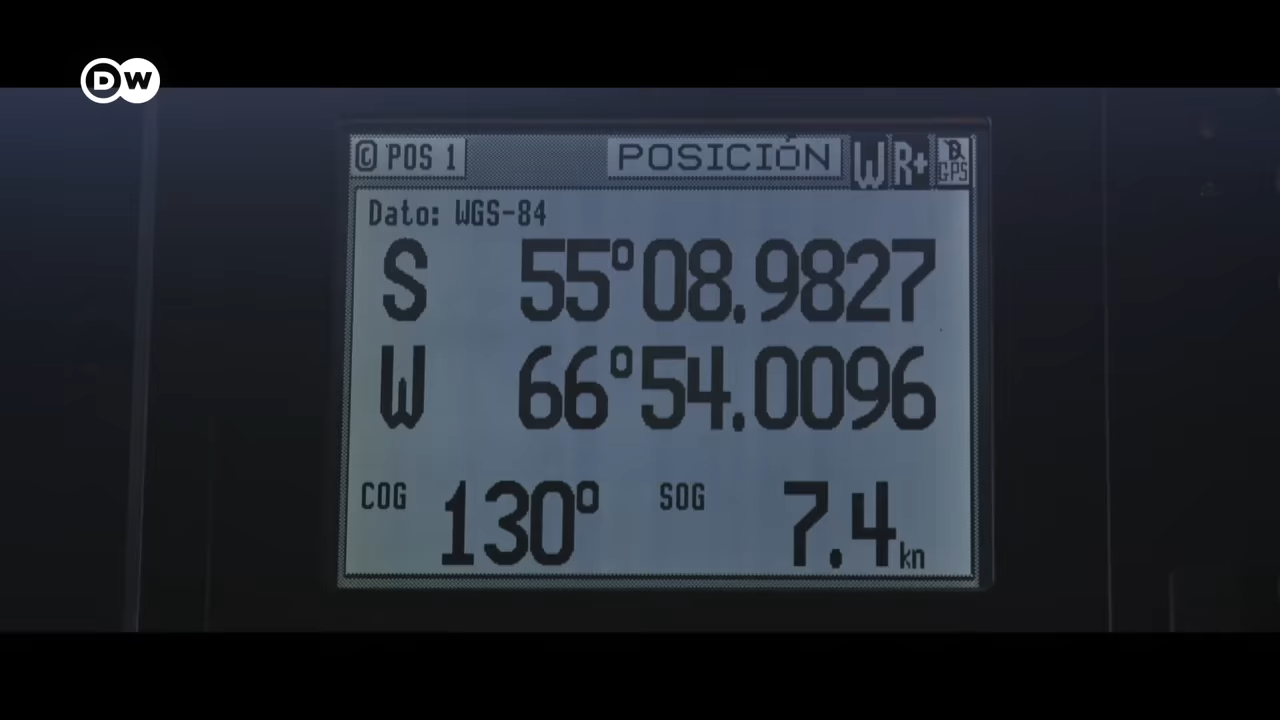 DW
© POS 1 POSICIÓN W R+ D GPS
Dato: WGS-84
S 55°08.9827
W 66°54.0096
COG 130° SOG 7.4 kn